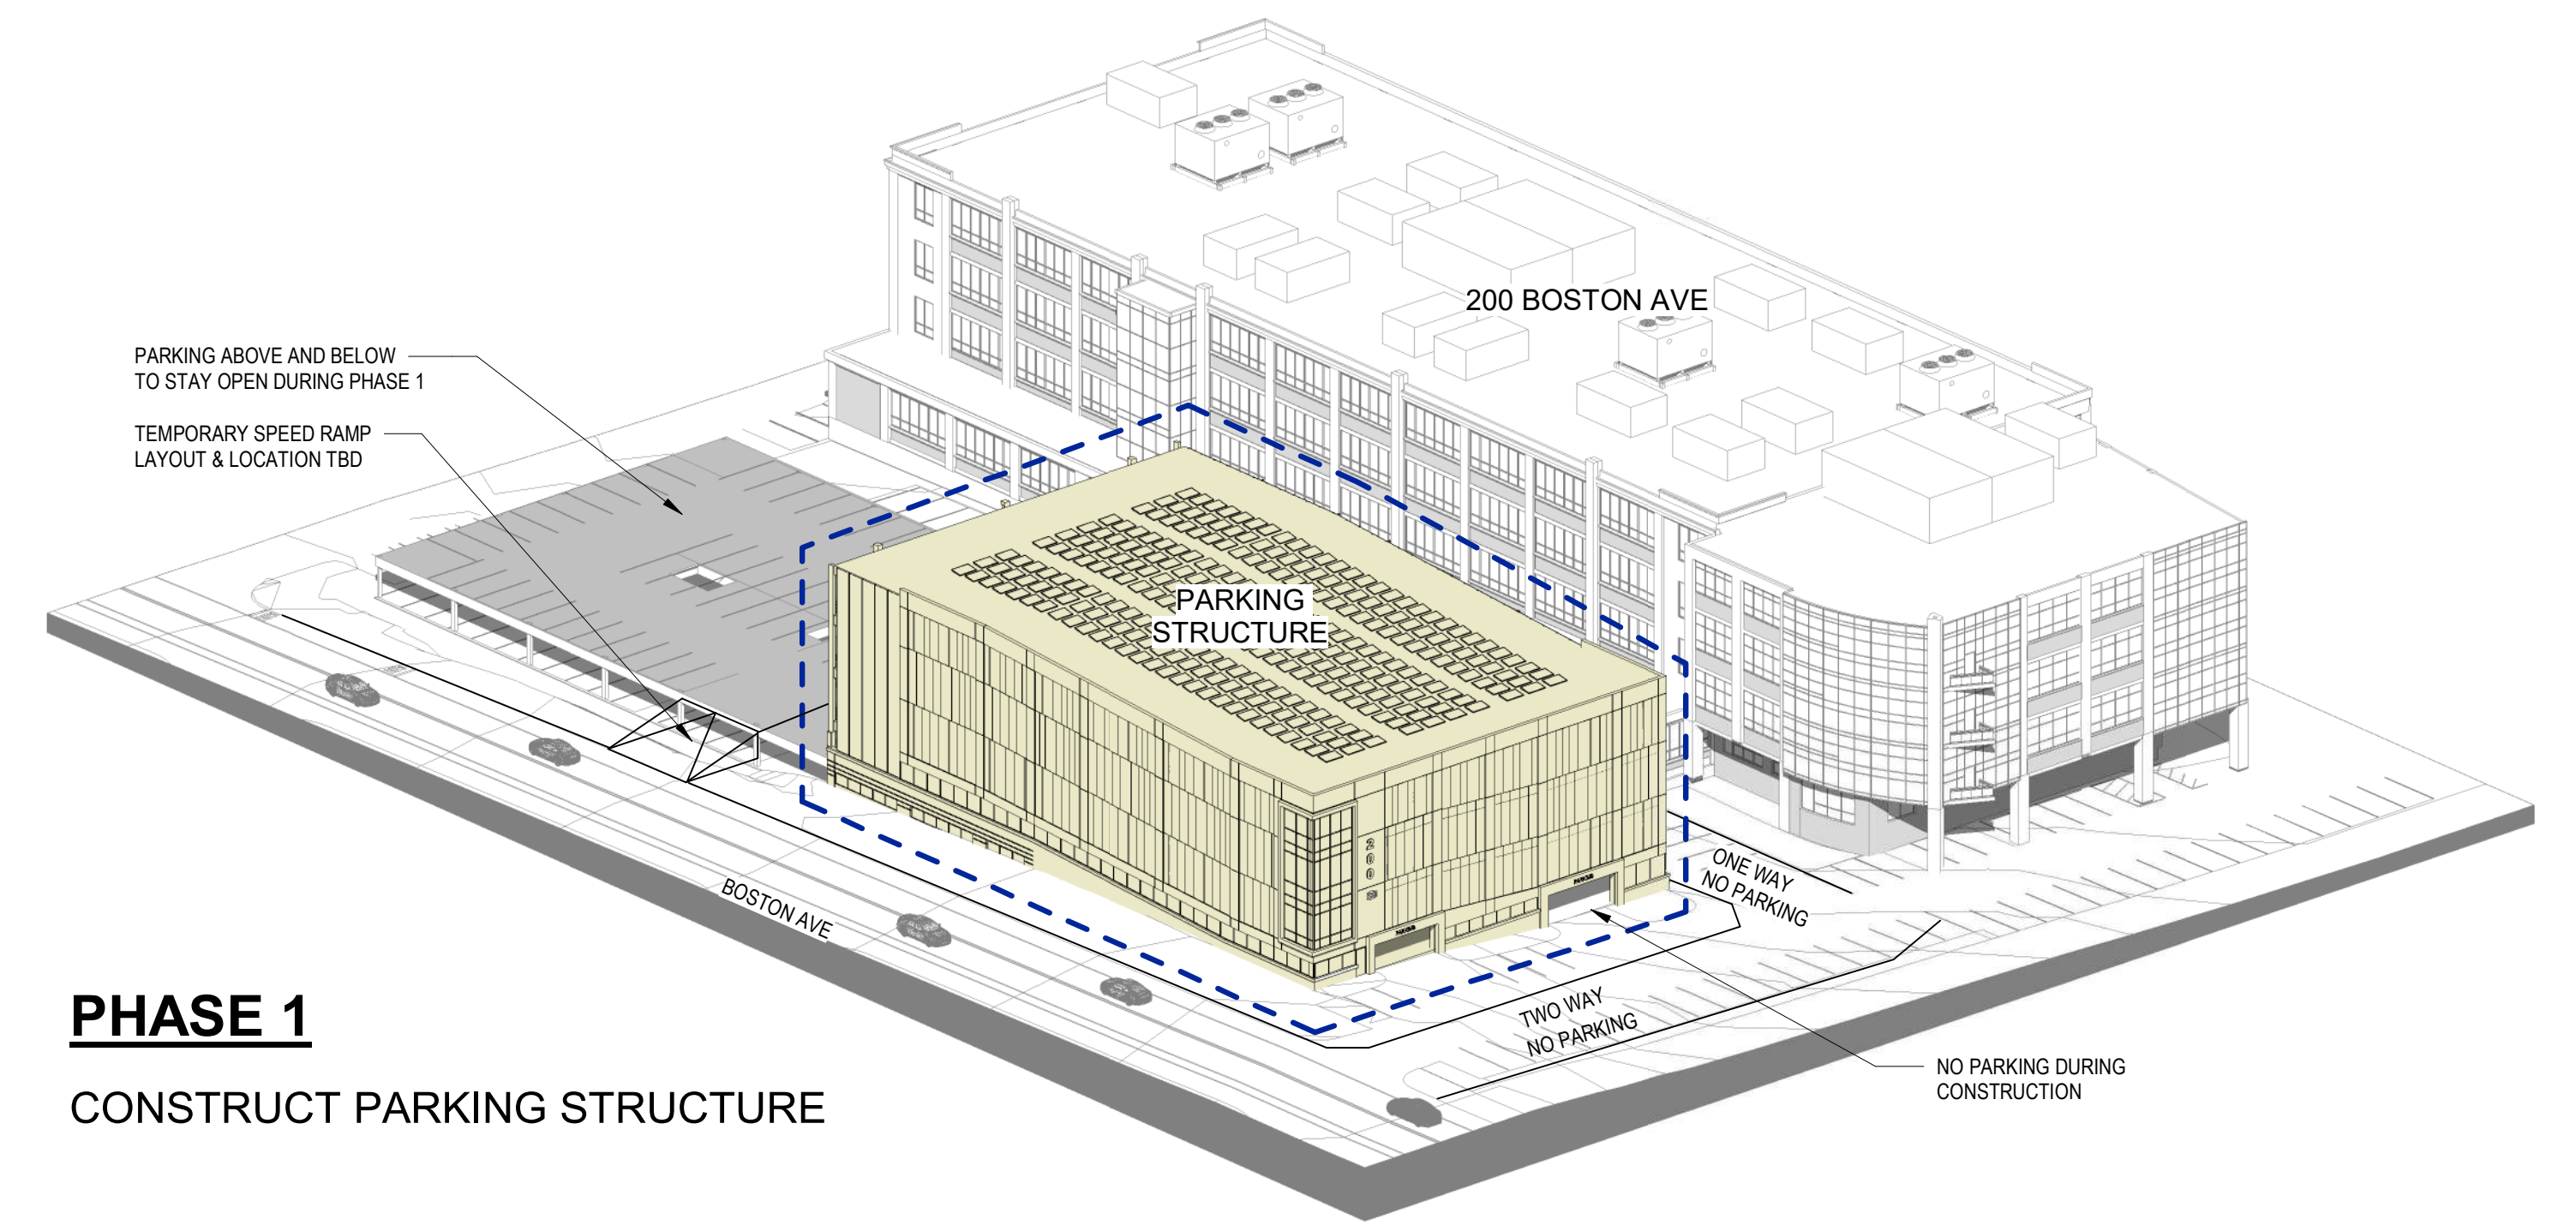 200 BOSTON AVE
PARKING ABOVE AND BELOW
TO STAY OPEN DURING PHASE 1
TEMPORARY SPEED RAMP
LAYOUT & LOCATION TBD
PARKING
STRUCTURE
200
ONE WAY
NO PARKING
BOSTON AVE
TWO WAY
NO PARKING
NO PARKING DURING
CONSTRUCTION
PHASE 1
CONSTRUCT PARKING STRUCTURE